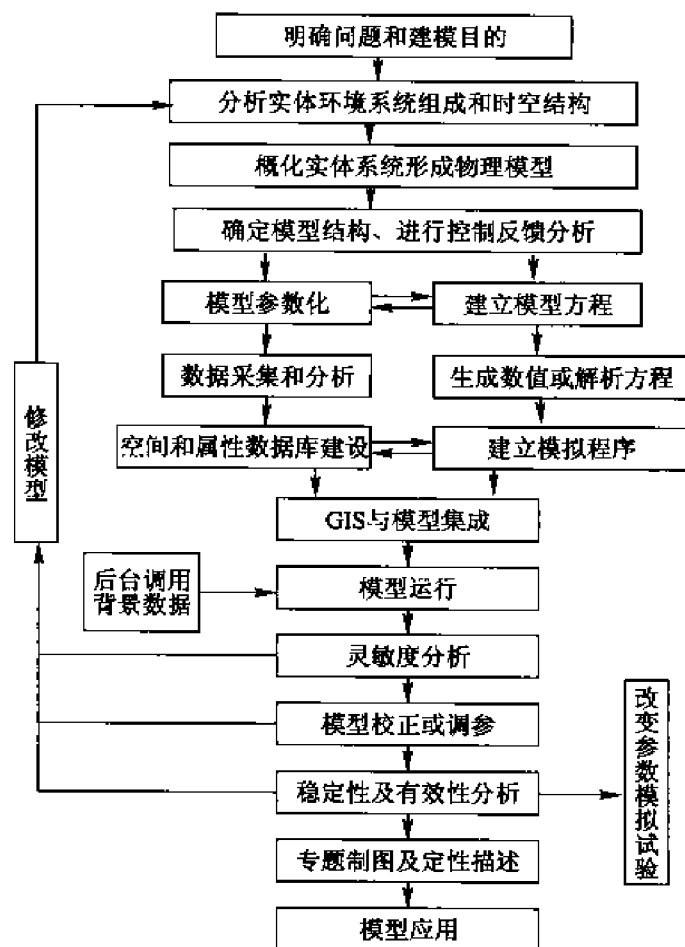 明确问题和建模目的
分析实体环境系统组成和时空结构
概化实体系统形成物理模型
确定模型结构、进行控制反馈分析
模型参数化
建立模型方程
数据采集和分析
生成数值或解析方程
空间和属性数据库建设
建立模拟程序
GIS与模型集成
修改模型
后台调用
背景数据
模型运行
灵敏度分析
模型校正或调参
稳定性及有效性分析
改变参数模拟试验
专题制图及定性描述
模型应用